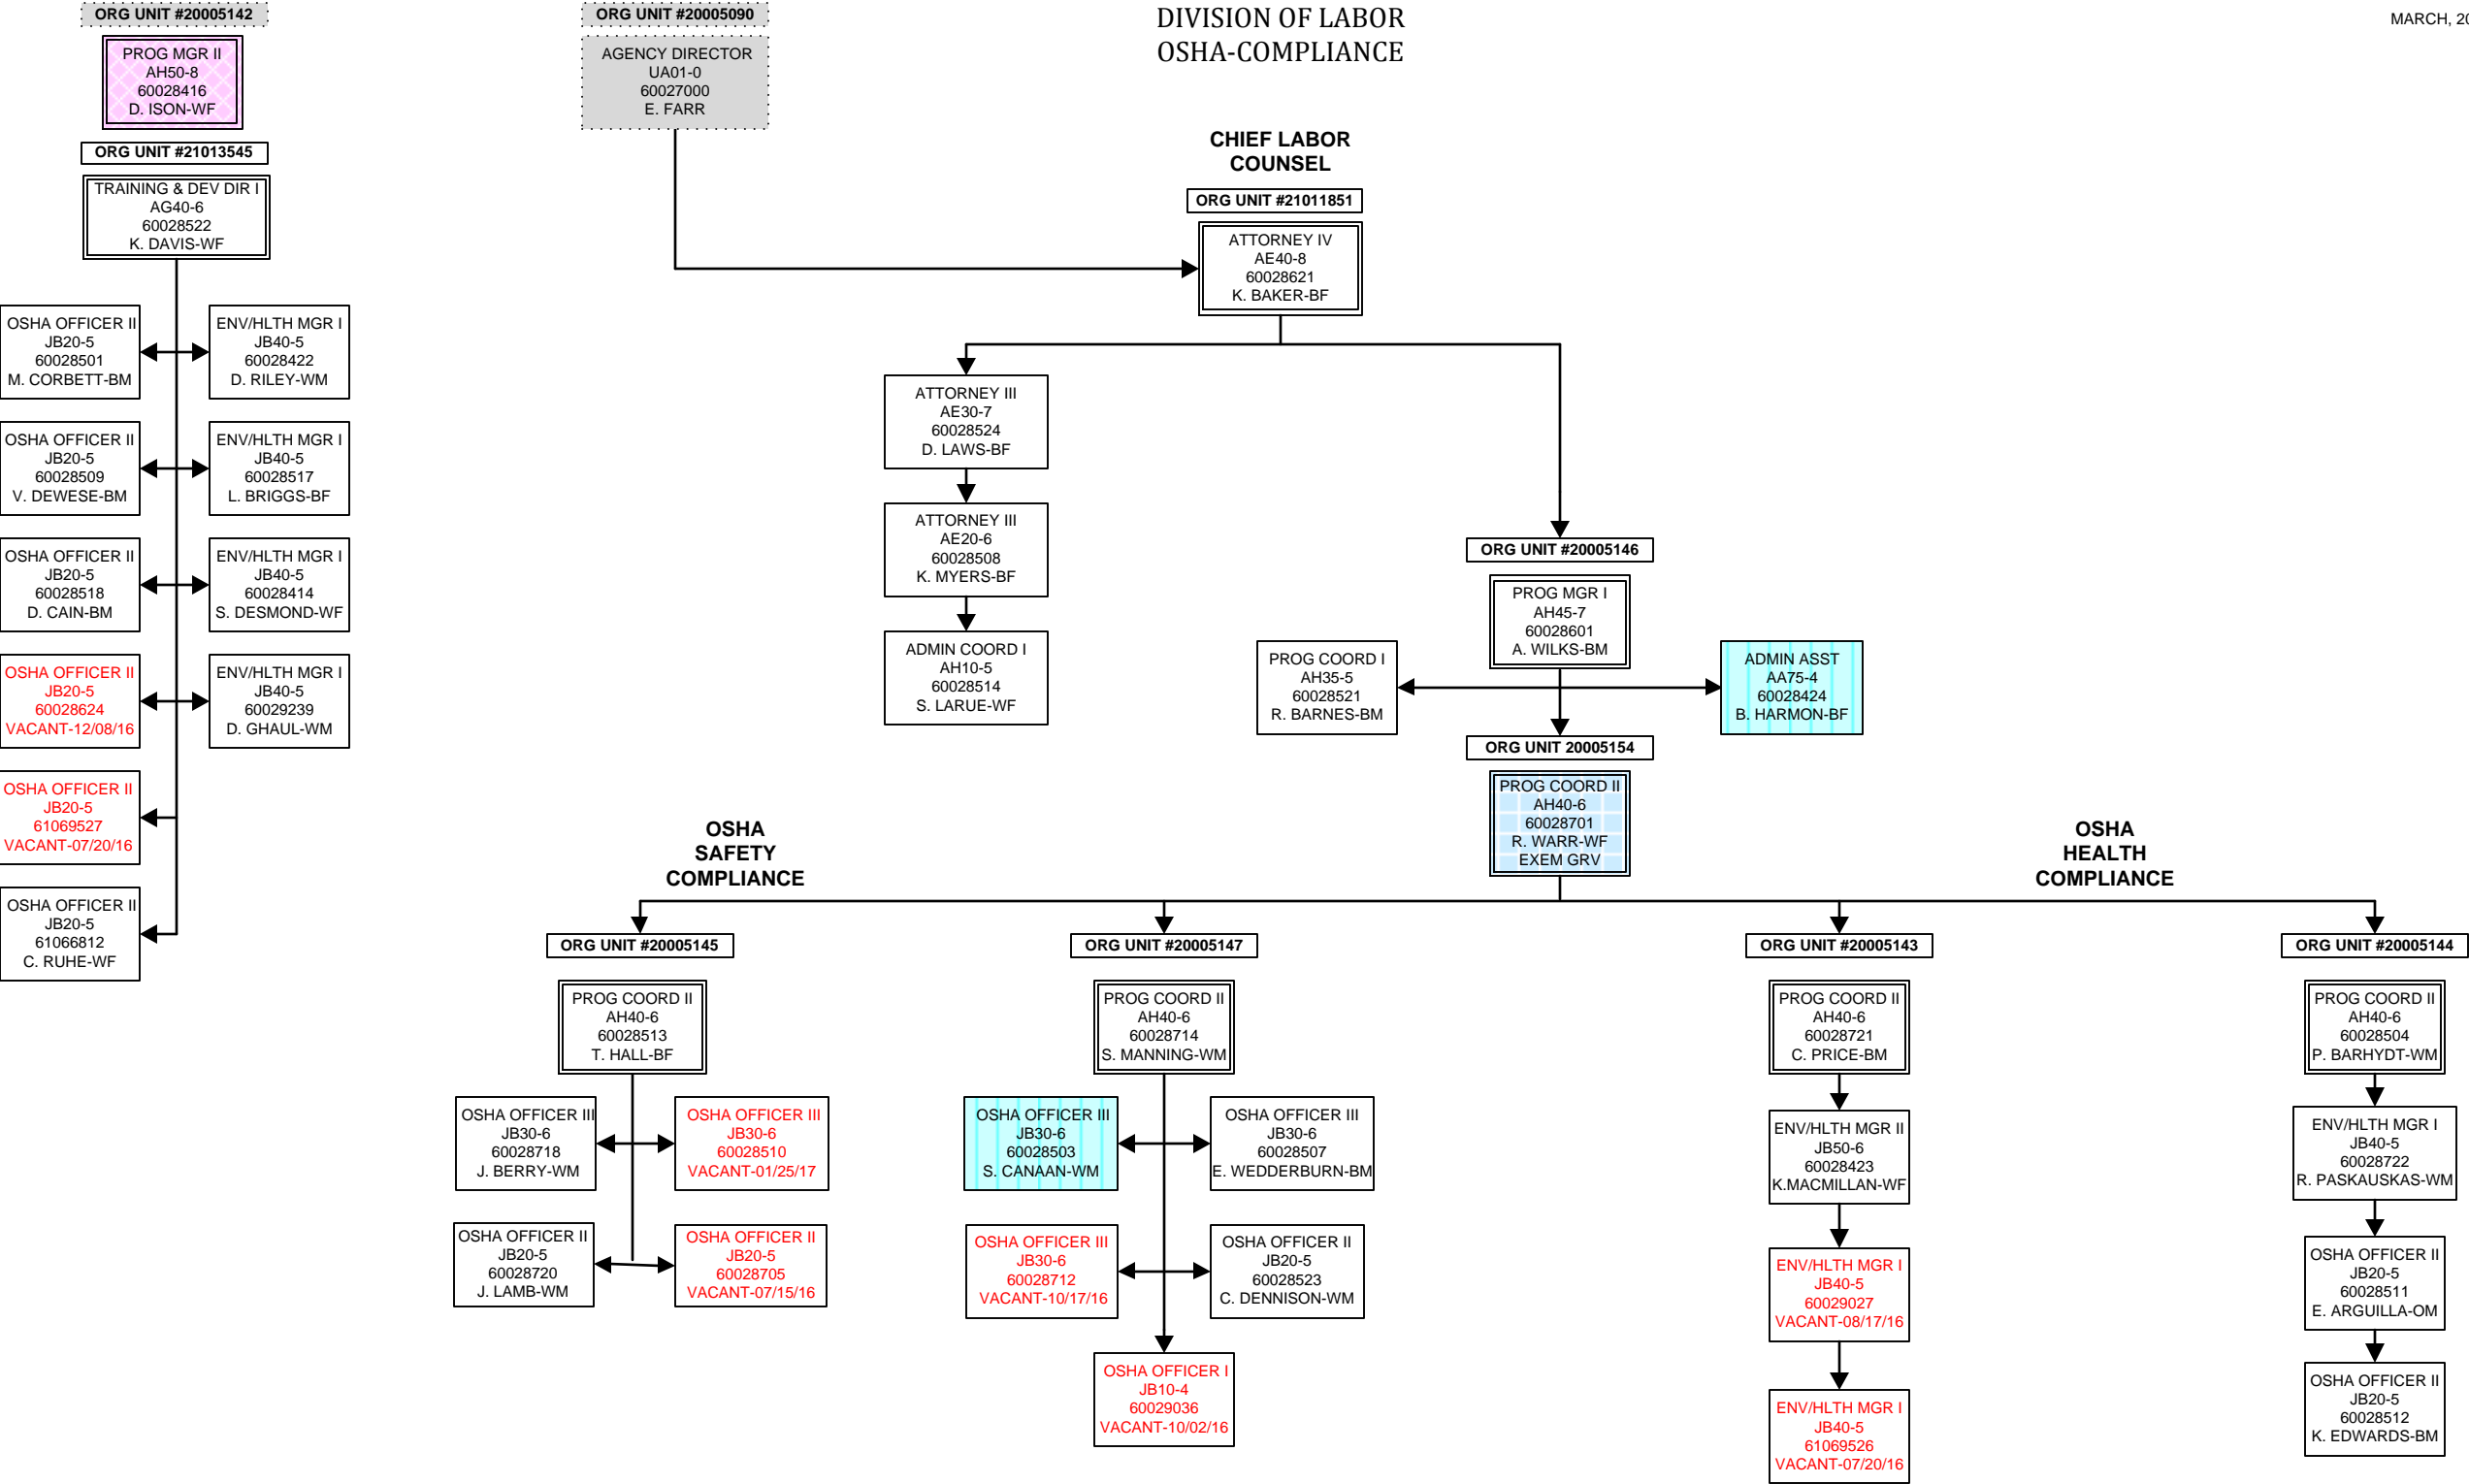 DIVISION OF LABOR
OSHA-COMPLIANCE
MARCH, 20
ORG UNIT #20005142
PROG MGR II
AH50-8
60028416
D. ISON-WF
ORG UNIT #21013545
TRAINING & DEV DIR I
AG40-6
60028522
K. DAVIS-WF
OSHA OFFICER II
JB20-5
60028501
M. CORBETT-BM
ENV/HLTH MGR I
JB40-5
60028422
D. RILEY-WM
OSHA OFFICER II
JB20-5
60028509
V. DEWESE-BM
ENV/HLTH MGR I
JB40-5
60028517
L. BRIGGS-BF
OSHA OFFICER II
JB20-5
60028518
D. CAIN-BM
ENV/HLTH MGR I
JB40-5
60028414
S. DESMOND-WF
OSHA OFFICER II
JB20-5
60028624
VACANT-12/08/16
ENV/HLTH MGR I
JB40-5
60029239
D. GHAUL-WM
OSHA OFFICER II
JB20-5
61069527
VACANT-07/20/16
OSHA OFFICER II
JB20-5
61066812
C. RUHE-WF
ORG UNIT #20005090
AGENCY DIRECTOR
UA01-0
60027000
E. FARR
CHIEF LABOR
COUNSEL
ORG UNIT #21011851
ATTORNEY IV
AE40-8
60028621
K. BAKER-BF
ATTORNEY III
AE30-7
60028524
D. LAWS-BF
ATTORNEY III
AE20-6
60028508
K. MYERS-BF
ADMIN COORD I
AH10-5
60028514
S. LARUE-WF
ORG UNIT #20005146
PROG MGR I
AH45-7
60028601
A. WILKS-BM
PROG COORD I
AH35-5
60028521
R. BARNES-BM
ADMIN ASST
AA75-4
60028424
B. HARMON-BF
ORG UNIT 20005154
PROG COORD II
AH40-6
60028701
R. WARR-WF
EXEM GRV
OSHA
SAFETY
COMPLIANCE
OSHA
HEALTH
COMPLIANCE
ORG UNIT #20005145
PROG COORD II
AH40-6
60028513
T. HALL-BF
OSHA OFFICER III
JB30-6
60028718
J. BERRY-WM
OSHA OFFICER III
JB30-6
60028510
VACANT-01/25/17
OSHA OFFICER II
JB20-5
60028720
J. LAMB-WM
OSHA OFFICER II
JB20-5
60028705
VACANT-07/15/16
ORG UNIT #20005147
PROG COORD II
AH40-6
60028714
S. MANNING-WM
OSHA OFFICER III
JB30-6
60028503
S. CANAAN-WM
OSHA OFFICER III
JB30-6
60028507
E. WEDDERBURN-BM
OSHA OFFICER III
JB30-6
60028712
VACANT-10/17/16
OSHA OFFICER II
JB20-5
60028523
C. DENNISON-WM
OSHA OFFICER I
JB10-4
60029036
VACANT-10/02/16
ORG UNIT #20005143
PROG COORD II
AH40-6
60028721
C. PRICE-BM
ENV/HLTH MGR II
JB50-6
60028423
K.MACMILLAN-WF
ENV/HLTH MGR I
JB40-5
60029027
VACANT-08/17/16
ENV/HLTH MGR I
JB40-5
61069526
VACANT-07/20/16
ORG UNIT #20005144
PROG COORD II
AH40-6
60028504
P. BARHYDT-WM
ENV/HLTH MGR I
JB40-5
60028722
R. PASKAUSKAS-WM
OSHA OFFICER II
JB20-5
60028511
E. ARGUILLA-OM
OSHA OFFICER II
JB20-5
60028512
K. EDWARDS-BM